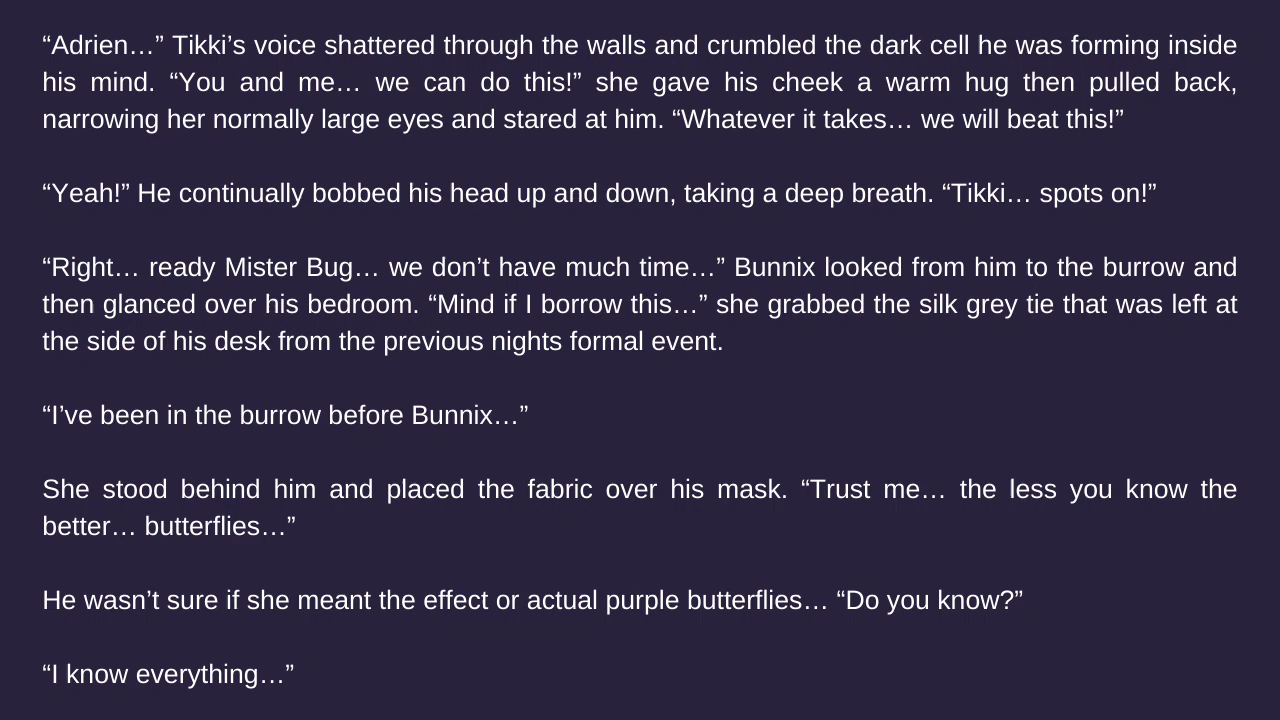 “Adrien…” Tikki’s voice shattered through the walls and crumbled the dark cell he was forming inside
his mind. “You and me… we can do this!” she gave his cheek a warm hug then pulled back,
narrowing her normally large eyes and stared at him. “Whatever it takes… we will beat this!”
“Yeah!” He continually bobbed his head up and down, taking a deep breath. “Tikki… spots on!”
“Right… ready Mister Bug… we don’t have much time…” Bunnix looked from him to the burrow and
then glanced over his bedroom. “Mind if I borrow this…” she grabbed the silk grey tie that was left at
the side of his desk from the previous nights formal event.
“I’ve been in the burrow before Bunnix…”
She stood behind him and placed the fabric over his mask. “Trust me… the less you know the
better… butterflies…”
He wasn’t sure if she meant the effect or actual purple butterflies… “Do you know?”
“I know everything…”